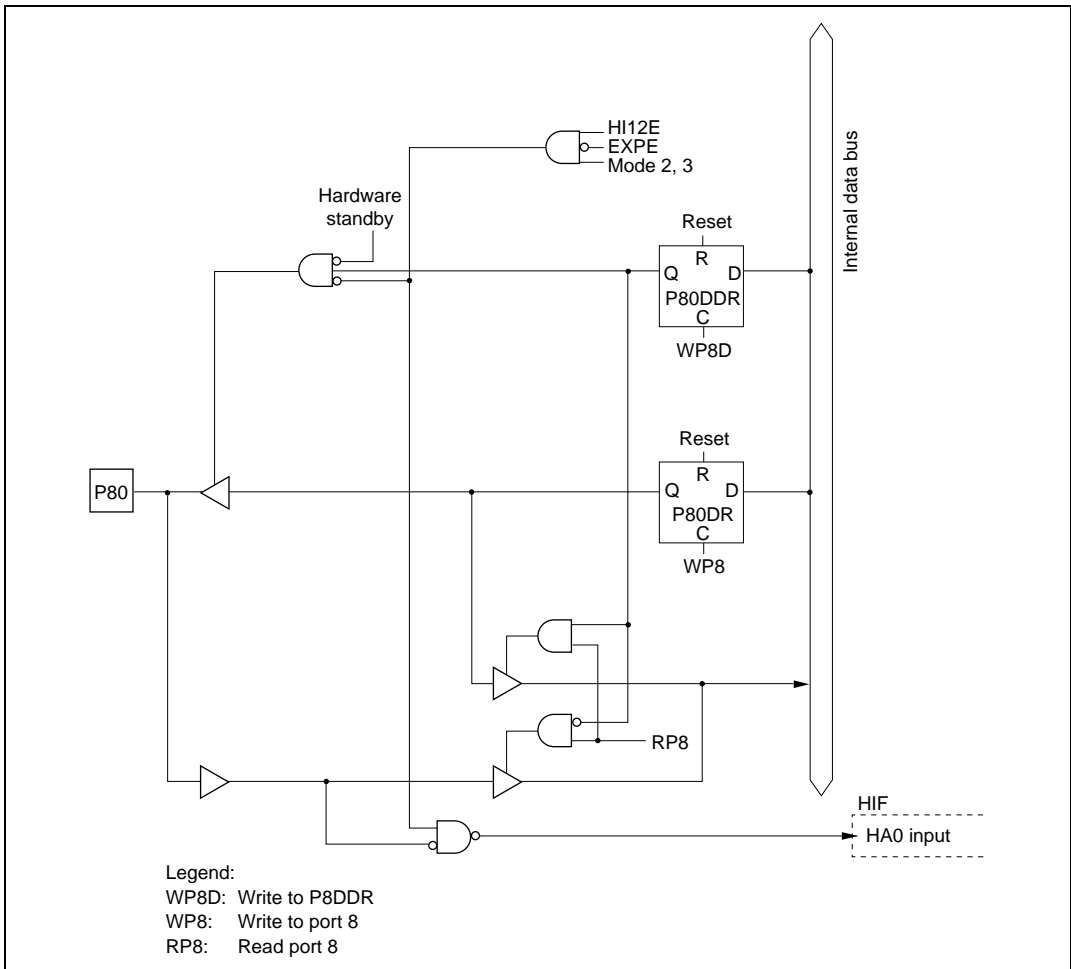 HI12E
EXPE
Mode 2, 3
Hardware
standby
Internal data bus
Reset
R
Q D
P80DDR
C
WP8D
Reset
R
P80
Q D
P80DR
C
WP8
RP8
HIF
HA0 input
Legend:
WP8D: Write to P8DDR
WP8: Write to port 8
RP8: Read port 8